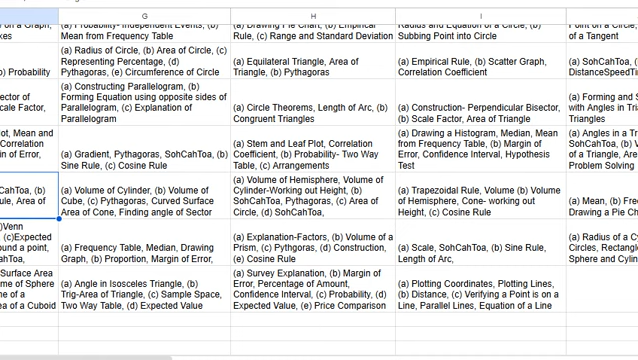 on a Graph,
xes
(a) Probability- Independent Events, (b)
Mean from Frequency Table
(a) Drawing Pie Chart, (b) Empirical
Rule, (c) Range and Standard Deviation
Radius and Equation of a Circle, (b)
Subbing Point into Circle
Point on a Circle,
of a Tangent
b) Probability
(a) Radius of Circle, (b) Area of Circle, (c)
Representing Percentage, (d)
Pythagoras, (e) Circumference of Circle
(a) Equilateral Triangle, Area of
Triangle, (b) Pythagoras
(a) Empirical Rule, (b) Scatter Graph,
Correlation Coefficient
(a) SohCahToa, (b)
DistanceSpeedTim
ector of
cale Factor,
(a) Constructing Parallelogram, (b)
Forming Equation using opposite sides of
Parallelogram, (c) Explanation of
Parallelogram
(a) Circle Theorems, Length of Arc, (b)
Congruent Triangles
(a) Construction- Perpendicular Bisector,
(b) Scale Factor, Area of Triangle
(a) Forming and S
with Angles in Tria
Triangles
lot, Mean and
Correlation
in of Error,
(a) Gradient, Pythagoras, SohCahToa, (b)
Sine Rule, (c) Cosine Rule
(a) Stem and Leaf Plot, Correlation
Coefficient, (b) Probability- Two Way
Table, (c) Arrangements
(a) Drawing a Histogram, Median, Mean
from Frequency Table, (b) Margin of
Error, Confidence Interval, Hypothesis
Test
(a) Angles in a Tr
SohCahToa, (b) V
of a Triangle, Are
Problem Solving
CahToa, (b)
ule, Area of
(a) Volume of Cylinder, (b) Volume of
Cube, (c) Pythagoras, Curved Surface
Area of Cone, Finding angle of Sector
(a) Volume of Hemisphere, Volume of
Cylinder-Working out Height, (b)
SohCahToa, Pythagoras, (c) Area of
Circle, (d) SohCahToa,
(a) Trapezoidal Rule, Volume (b) Volume
of Hemisphere, Cone- working out
Height, (c) Cosine Rule
(a) Mean, (b) Freq
Drawing a Pie Ch
)Venn
(c)Expected
ound a point,
ahToa,
(a) Frequency Table, Median, Drawing
Graph, (b) Proportion, Margin of Error,
(a) Explanation-Factors, (b) Volume of a
Prism, (c) Pythgoras, (d) Construction,
(e) Cosine Rule
(a) Scale, SohCahToa, (b) Sine Rule,
Length of Arc,
(a) Radius of a Cy
Circles, Rectangle
Sphere and Cylin
Surface Area
me of Sphere
me of a
ea of a Cuboid
(a) Angle in Isosceles Triangle, (b)
Trig-Area of Triangle, (c) Sample Space,
Two Way Table, (d) Expected Value
(a) Survey Explanation, (b) Margin of
Error, Percentage of Amount,
Confidence Interval, (c) Probability, (d)
Expected Value, (e) Price Comparison
(a) Plotting Coordinates, Plotting Lines,
(b) Distance, (c) Verifying a Point is on a
Line, Parallel Lines, Equation of a Line
G
H
I